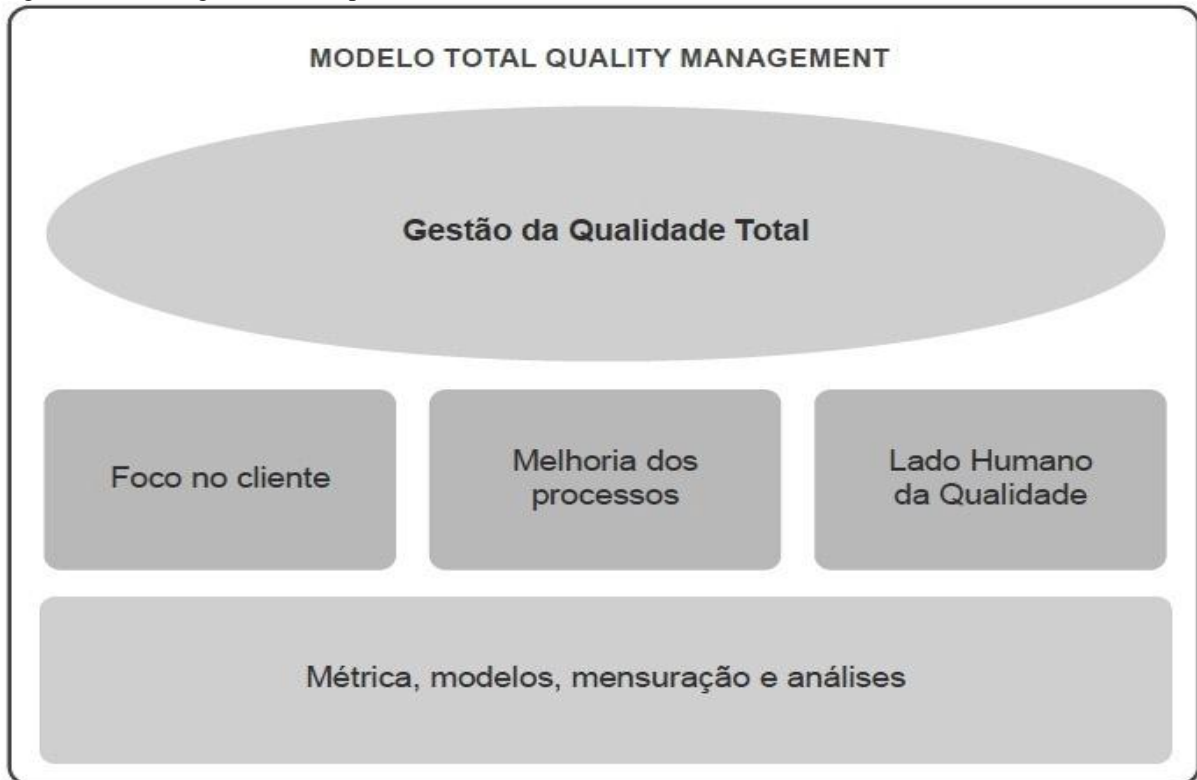 MODELO TOTAL QUALITY MANAGEMENT
Gestão da Qualidade Total
Foco no cliente
Melhoria dos
processos
Lado Humano
da Qualidade
Métrica, modelos, mensuração e análises